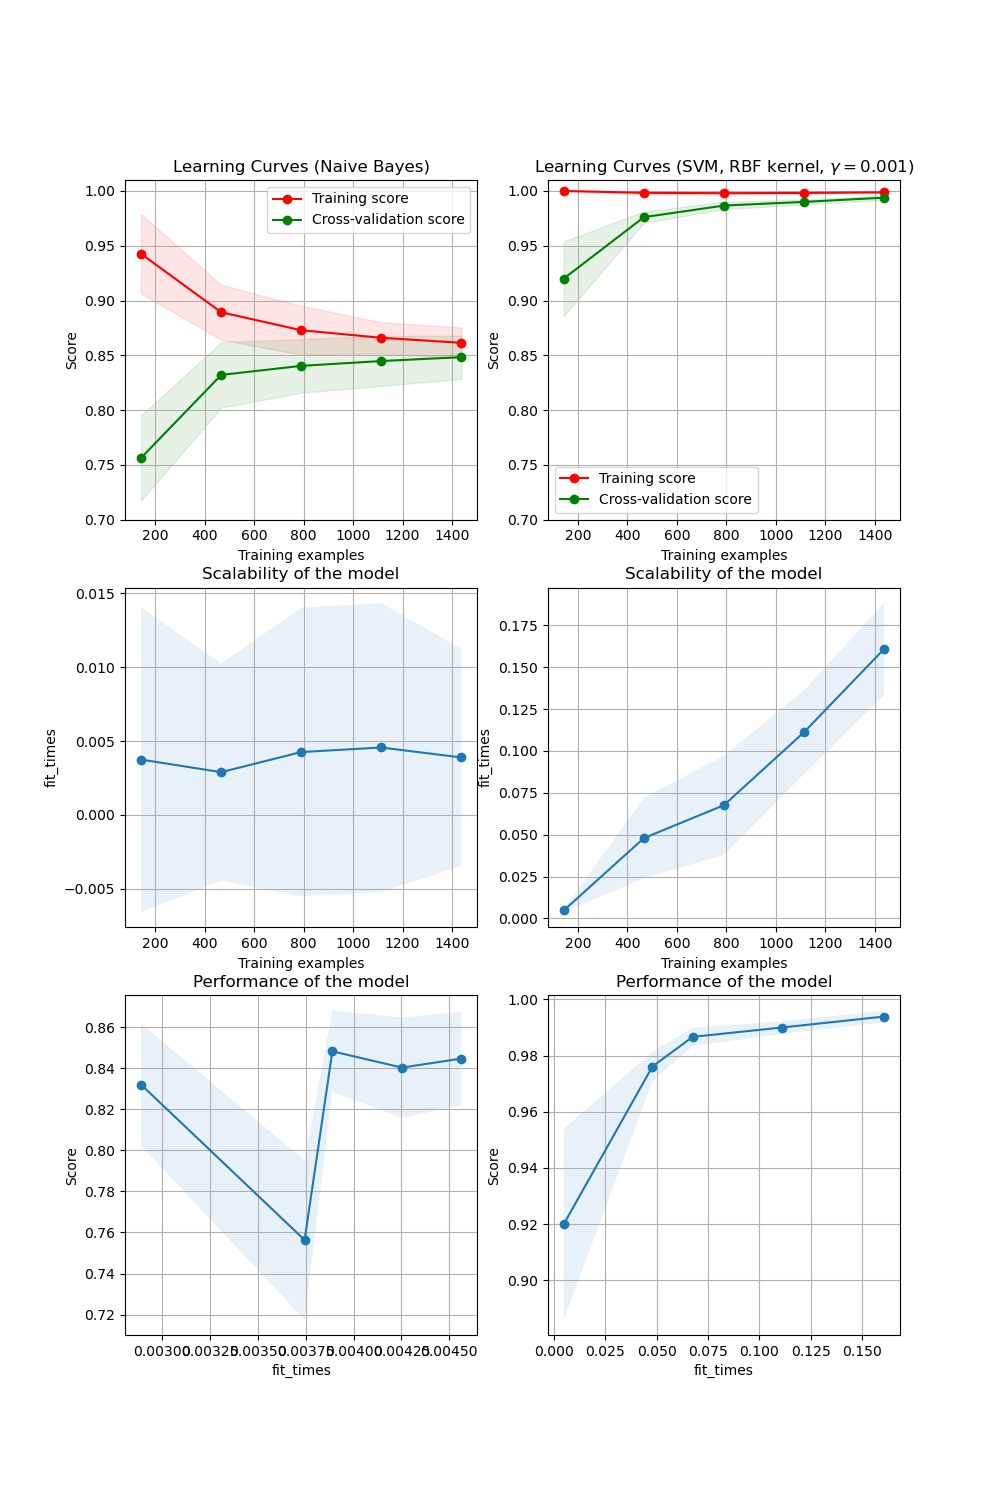 Learning Curves (Naive Bayes)
1.00
0.95
0.90
0.85
0.80
0.75
0.70
Score
Training score
Cross-validation score
200 400 600 800 1000 1200 1400
Training examples
Learning Curves (SVM, RBF kernel, γ = 0.001)
1.00
0.95
0.90
0.85
0.80
0.75
0.70
Score
Training score
Cross-validation score
200 400 600 800 1000 1200 1400
Training examples
Scalability of the model
0.015
0.010
0.005
0.000
−0.005
fit_times
200 400 600 800 1000 1200 1400
Training examples
Scalability of the model
0.175
0.150
0.125
0.100
0.075
0.050
0.025
0.000
fit_times
200 400 600 800 1000 1200 1400
Training examples
Performance of the model
0.86
0.84
0.82
0.80
0.78
0.76
0.74
0.72
Score
0.00300 0.00325 0.00350 0.00375 0.00400 0.00425 0.00450
fit_times
Performance of the model
1.00
0.98
0.96
0.94
0.92
0.90
Score
0.000 0.025 0.050 0.075 0.100 0.125 0.150
fit_times